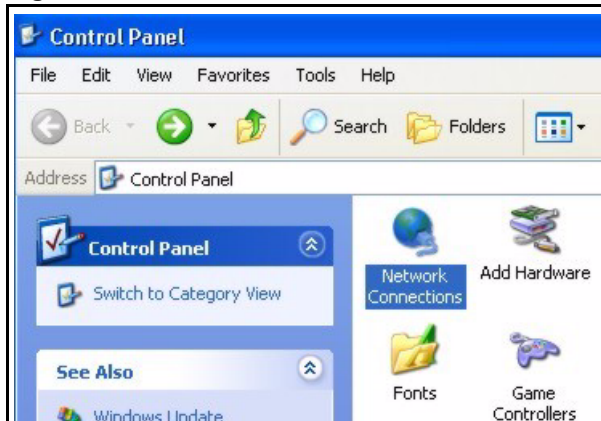 Control Panel
File Edit View Favorites Tools Help
Back Search Folders
Address Control Panel
Control Panel
Switch to Category View
See Also
Windows Update
Network Connections
Add Hardware
Fonts
Game Controllers